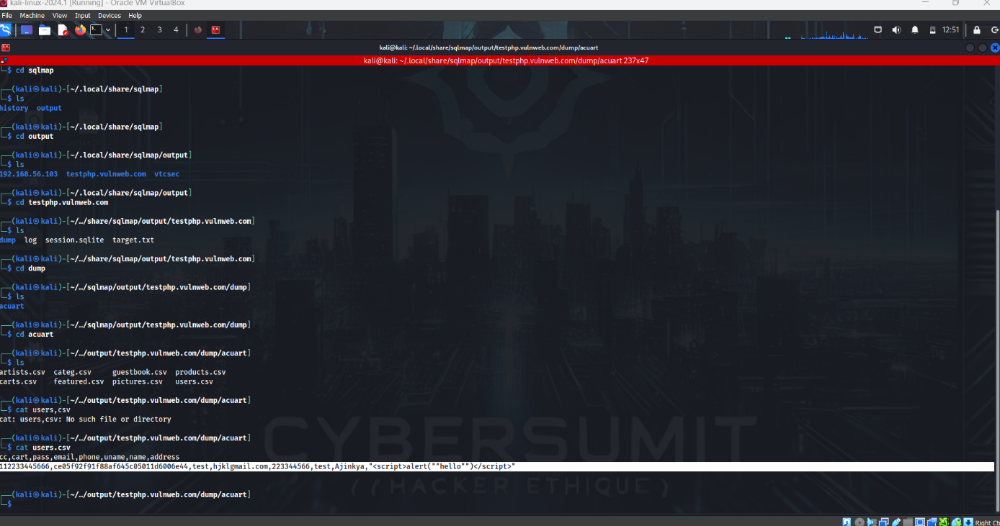 kali-linux-2024.1 [Running] - Oracle VM VirtualBox
File Machine View Input Devices Help
1 2 3 4 12:51
kali@kali: ~/.local/share/sqlmap/output/testphp.vulnweb.com/dump/acuart
kali@kali: ~/.local/share/sqlmap/output/testphp.vulnweb.com/dump/acuart 237x47
└─$ cd sqlmap
┌──(kali㉿kali)-[~/.local/share/sqlmap]
└─$ ls
history output
┌──(kali㉿kali)-[~/.local/share/sqlmap]
└─$ cd output
┌──(kali㉿kali)-[~/.local/share/sqlmap/output]
└─$ ls
192.168.56.103 testphp.vulnweb.com vtcsec
┌──(kali㉿kali)-[~/.local/share/sqlmap/output]
└─$ cd testphp.vulnweb.com
┌──(kali㉿kali)-[~/…/share/sqlmap/output/testphp.vulnweb.com]
└─$ ls
dump log session.sqlite target.txt
┌──(kali㉿kali)-[~/…/share/sqlmap/output/testphp.vulnweb.com]
└─$ cd dump
┌──(kali㉿kali)-[~/…/sqlmap/output/testphp.vulnweb.com/dump]
└─$ ls
acuart
┌──(kali㉿kali)-[~/…/sqlmap/output/testphp.vulnweb.com/dump]
└─$ cd acuart
┌──(kali㉿kali)-[~/…/output/testphp.vulnweb.com/dump/acuart]
└─$ ls
artists.csv categ.csv guestbook.csv products.csv
carts.csv featured.csv pictures.csv users.csv
┌──(kali㉿kali)-[~/…/output/testphp.vulnweb.com/dump/acuart]
└─$ cat users,csv
cat: users,csv: No such file or directory
┌──(kali㉿kali)-[~/…/output/testphp.vulnweb.com/dump/acuart]
└─$ cat users.csv
cc,cart,pass,email,phone,uname,name,address
112233445666,ce05f92f91f88af645c05011d6006e44,test,hjklgmail.com,223344566,test,Ajinkya,"<script>alert(""hello"")</script>"
┌──(kali㉿kali)-[~/…/output/testphp.vulnweb.com/dump/acuart]
└─$
CYBERSUMIT
((HACKER ETHIQUE)
Right Ctr